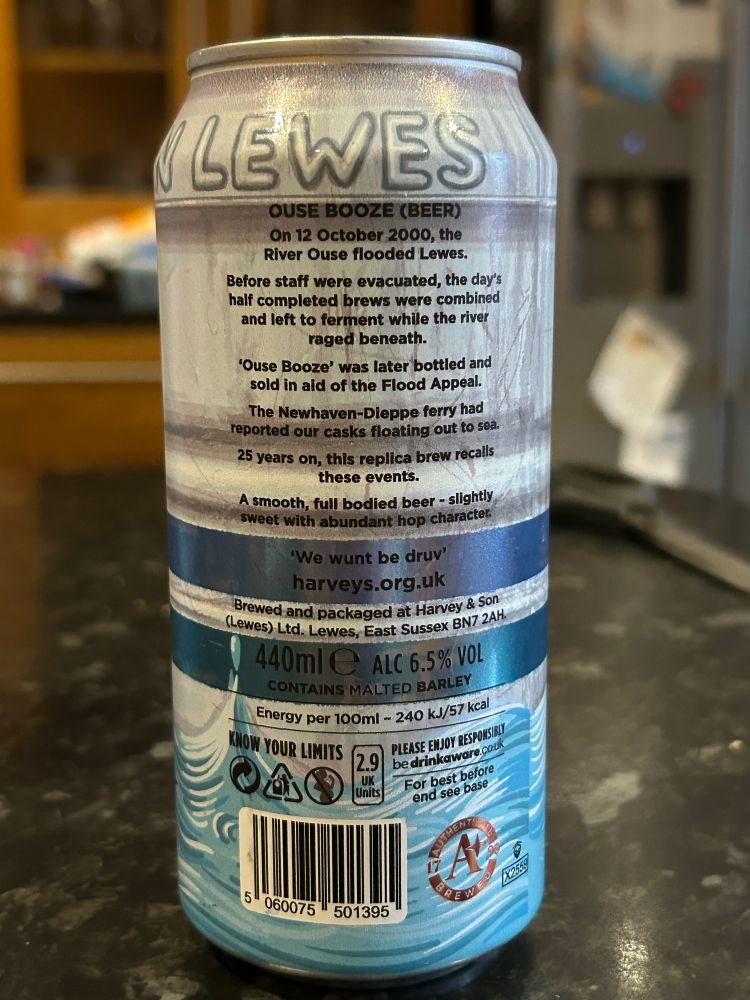 N LEWES
OUSE BOOZE (BEER)
On 12 October 2000, the
River Ouse flooded Lewes.
Before staff were evacuated, the day's
half completed brews were combined
and left to ferment while the river
raged beneath.
'Ouse Booze' was later bottled and
sold in aid of the Flood Appeal.
The Newhaven-Dieppe ferry had
reported our casks floating out to sea.
25 years on, this replica brew recalls
these events.
A smooth, full bodied beer - slightly
sweet with abundant hop character.
'We wunt be druv'
harveys.org.uk
Brewed and packaged at Harvey & Son
(Lewes) Ltd. Lewes, East Sussex BN7 2AH.
440ml e ALC 6.5% VOL
CONTAINS MALTED BARLEY
Energy per 100ml – 240 kJ/57 kcal
KNOW YOUR LIMITS
2.9
UK
Units
PLEASE ENJOY RESPONSIBLY
be drinkaware.co.uk
For best before
end see base
5 060075 501395
AUTHENTICALLY
17 A 90
BREWED
X2559